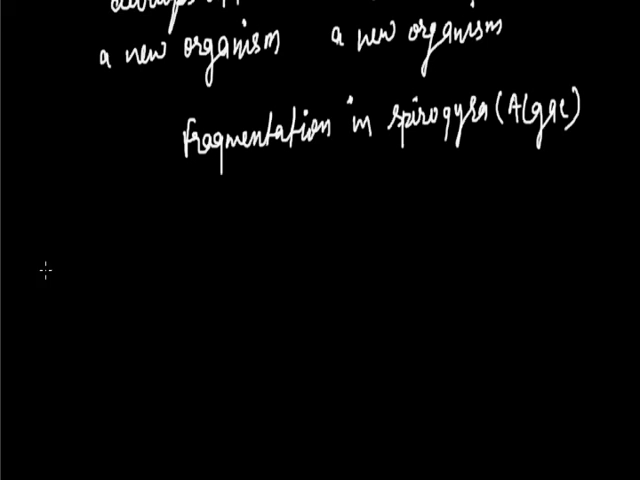 a new organism a new organism
fragmentation in spirogyra (Algae)